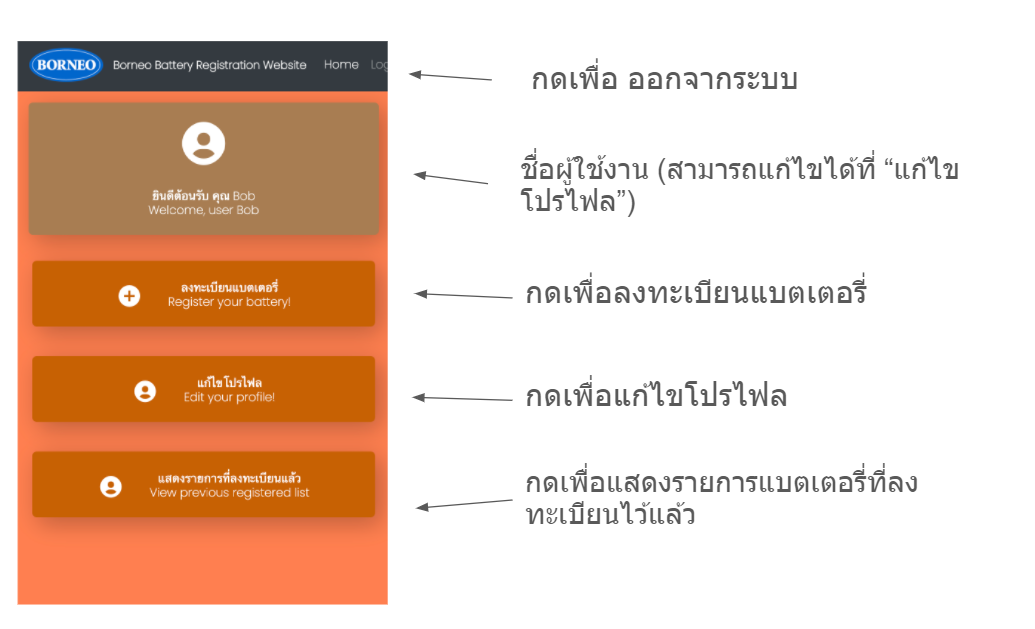 BORNEO Borneo Battery Registration Website Home Log
กดเพื่อ ออกจากระบบ
ยินดีต้อนรับ คุณ Bob
Welcome, user Bob
ชื่อผู้ใช้งาน (สามารถแก้ไขได้ที่ “แก้ไข
โปรไฟล”)
ลงทะเบียนแบตเตอรี่
Register your battery!
กดเพื่อลงทะเบียนแบตเตอรี่
แก้ไขโปรไฟล
Edit your profile!
กดเพื่อแก้ไขโปรไฟล
แสดงรายการที่ลงทะเบียนแล้ว
View previous registered list
กดเพื่อแสดงรายการแบตเตอรี่ที่ลง
ทะเบียนไว้แล้ว